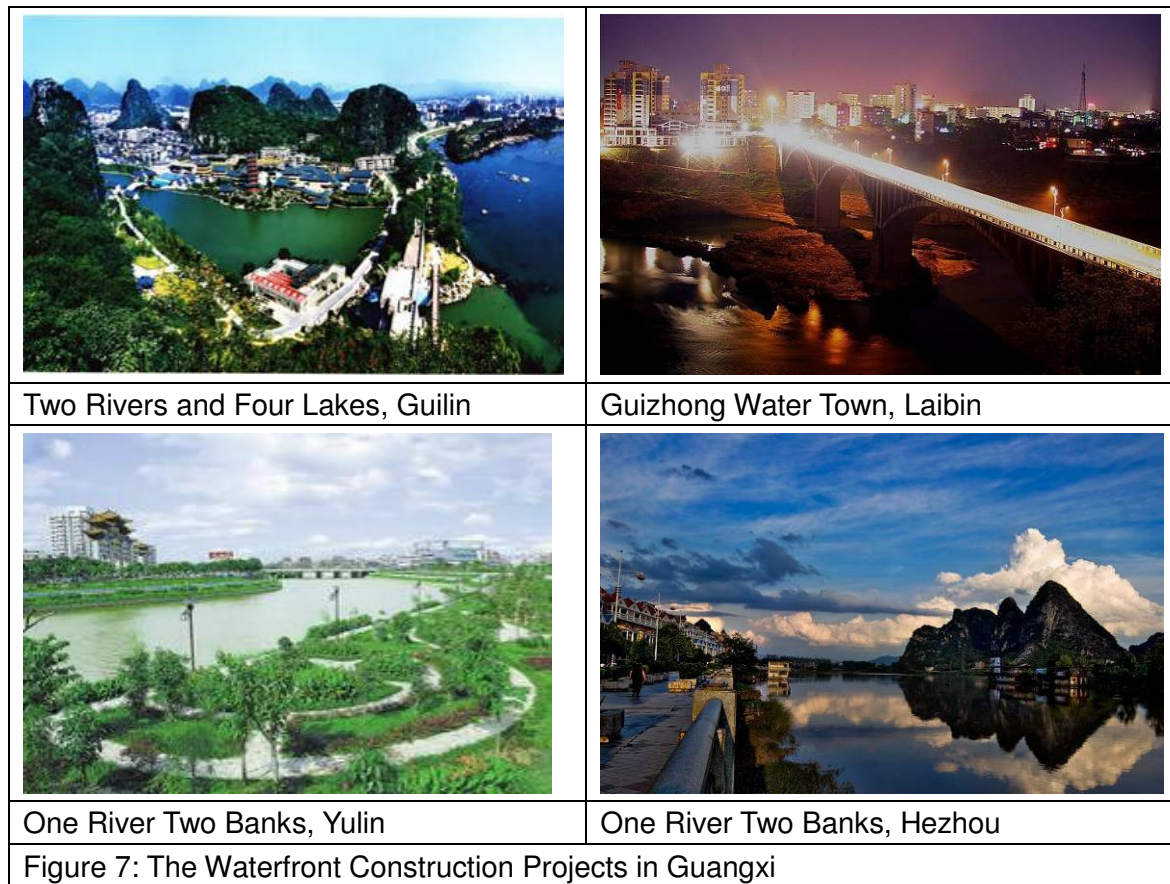 Two Rivers and Four Lakes, Guilin
Guizhong Water Town, Laibin
One River Two Banks, Yulin
One River Two Banks, Hezhou
Figure 7: The Waterfront Construction Projects in Guangxi